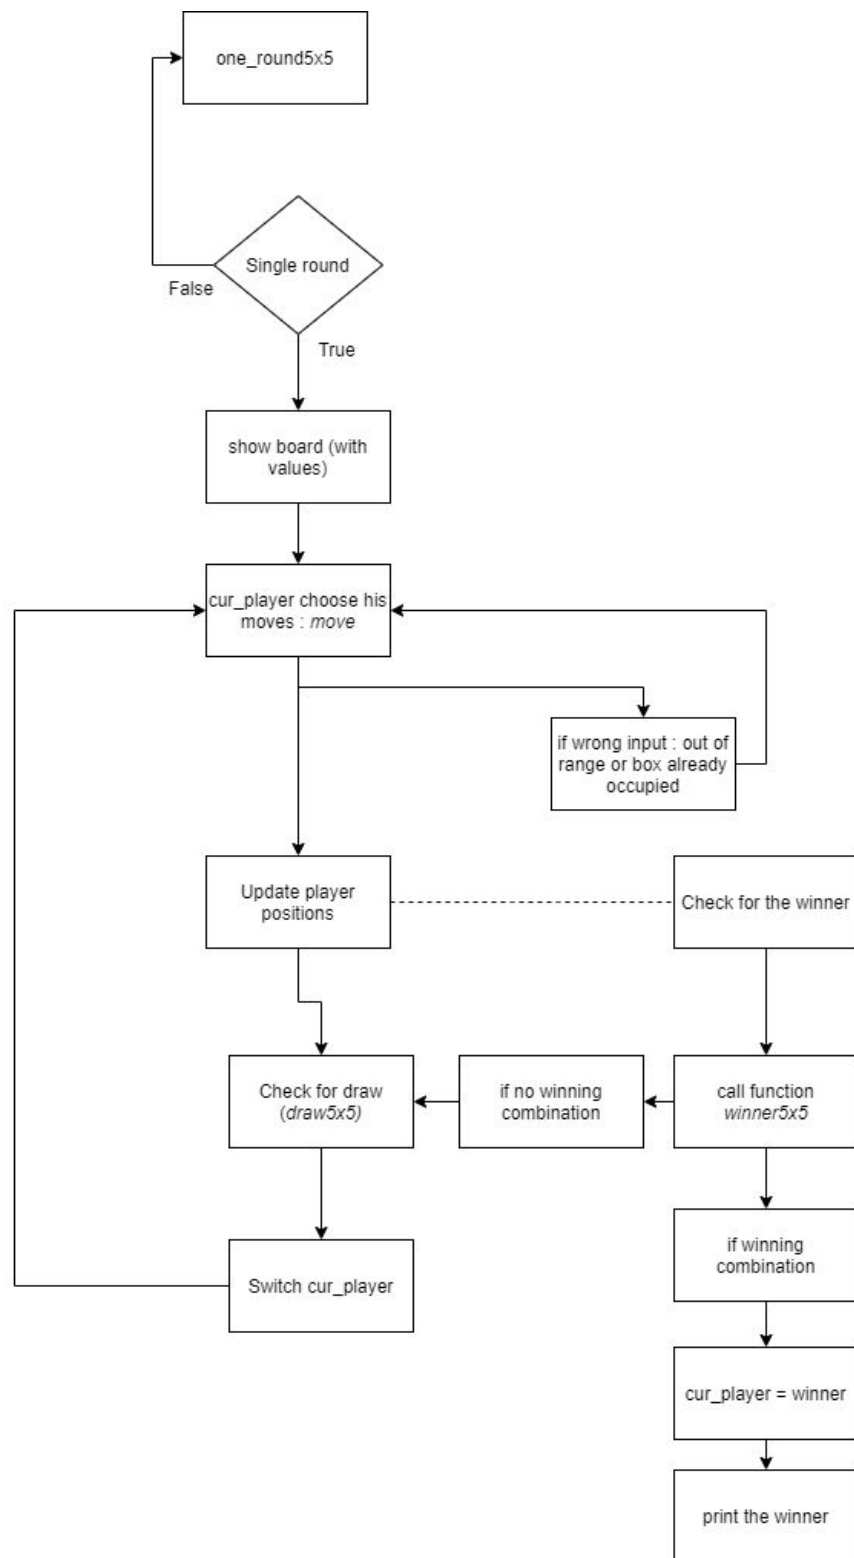 one_round5x5
Single round
False
True
show board (with
values)
cur_player choose his
moves : move
if wrong input : out of
range or box already
occupied
Update player
positions
Check for the winner
Check for draw
(draw5x5)
if no winning
combination
call function
winner5x5
if winning
combination
Switch cur_player
cur_player = winner
print the winner